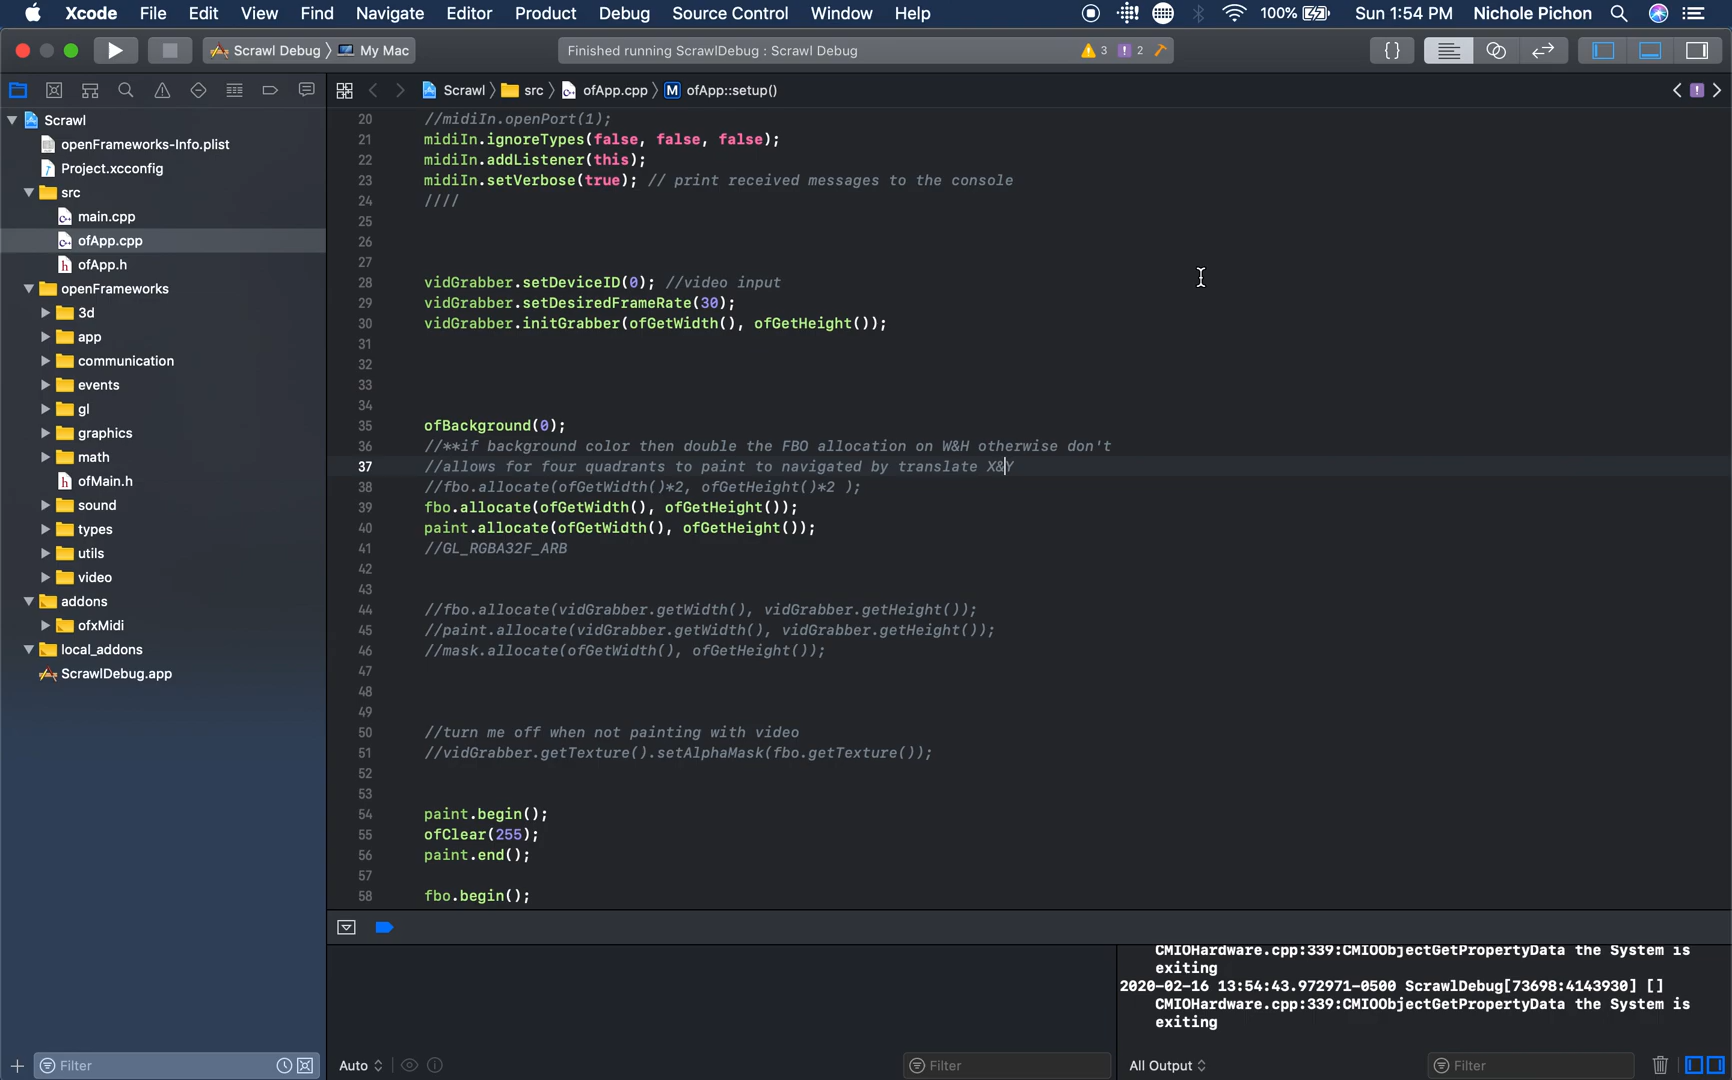 Xcode File Edit View Find Navigate Editor Product Debug Source Control Window Help 100% Sun 1:54 PM Nichole Pichon
Scrawl Debug My Mac Finished running ScrawlDebug : Scrawl Debug 3 2 {}
Scrawl src ofApp.cpp M ofApp::setup()
Scrawl
openFrameworks-Info.plist
Project.xcconfig
src
main.cpp
ofApp.cpp
h ofApp.h
openFrameworks
3d
app
communication
events
gl
graphics
math
h ofMain.h
sound
types
utils
video
addons
ofxMidi
local_addons
ScrawlDebug.app
Filter
20 //midiIn.openPort(1);
21 midiIn.ignoreTypes(false, false, false);
22 midiIn.addListener(this);
23 midiIn.setVerbose(true); // print received messages to the console
24 ////
25
26
27
28 vidGrabber.setDeviceID(0); //video input
29 vidGrabber.setDesiredFrameRate(30);
30 vidGrabber.initGrabber(ofGetWidth(), ofGetHeight());
31
32
33
34
35 ofBackground(0);
36 //**if background color then double the FBO allocation on W&H otherwise don't
37 //allows for four quadrants to paint to navigated by translate X&Y
38 //fbo.allocate(ofGetWidth()*2, ofGetHeight()*2 );
39 fbo.allocate(ofGetWidth(), ofGetHeight());
40 paint.allocate(ofGetWidth(), ofGetHeight());
41 //GL_RGBA32F_ARB
42
43
44 //fbo.allocate(vidGrabber.getWidth(), vidGrabber.getHeight());
45 //paint.allocate(vidGrabber.getWidth(), vidGrabber.getHeight());
46 //mask.allocate(ofGetWidth(), ofGetHeight());
47
48
49
50 //turn me off when not painting with video
51 //vidGrabber.getTexture().setAlphaMask(fbo.getTexture());
52
53
54 paint.begin();
55 ofClear(255);
56 paint.end();
57
58 fbo.begin();
CMIOHardware.cpp:339:CMIOObjectGetPropertyData the System is
exiting
2020-02-16 13:54:43.972971-0500 ScrawlDebug[73698:4143930] []
CMIOHardware.cpp:339:CMIOObjectGetPropertyData the System is
exiting
Auto Filter All Output Filter